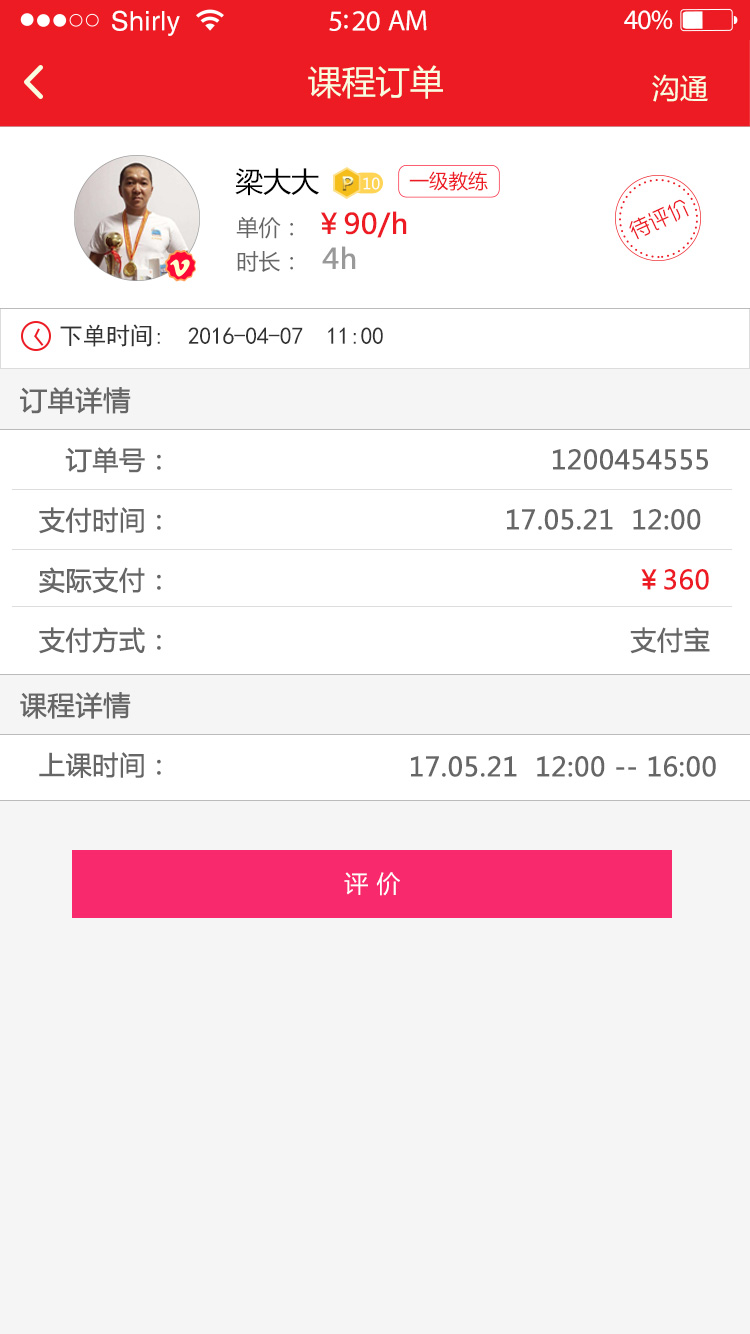 Shirly 5:20 AM 40%
课程订单 沟通
梁大大 P 10 一级教练
单价： ￥90/h
时长： 4h
待评价
下单时间: 2016-04-07 11:00
订单详情
订单号： 1200454555
支付时间： 17.05.21 12:00
实际支付： ￥360
支付方式： 支付宝
课程详情
上课时间： 17.05.21 12:00 -- 16:00
评 价